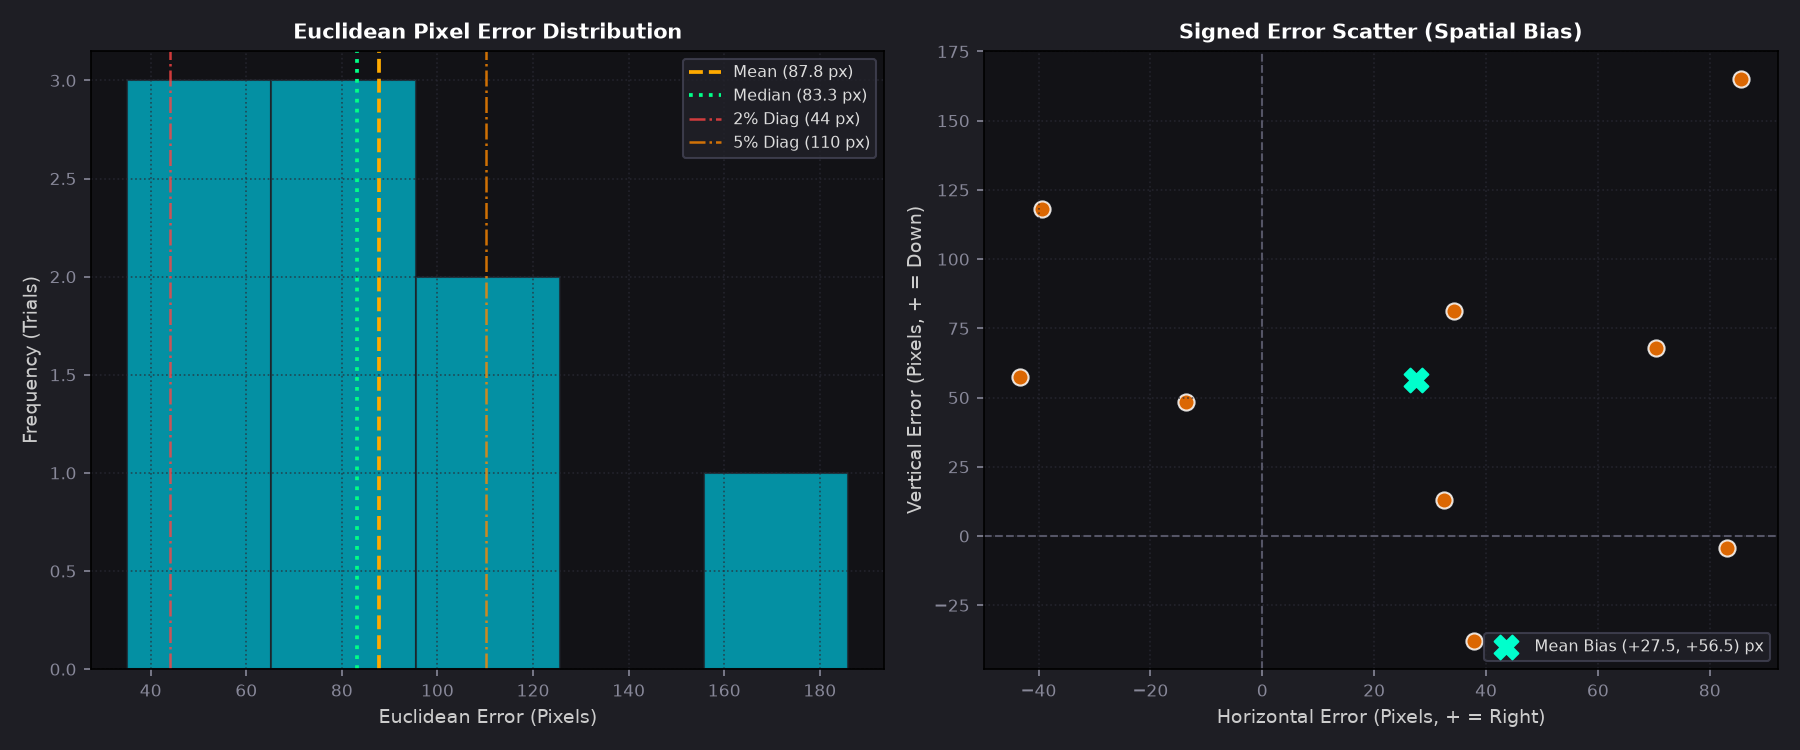 Euclidean Pixel Error Distribution
Mean (87.8 px)
Median (83.3 px)
2% Diag (44 px)
5% Diag (110 px)
Frequency (Trials)
3.0
2.5
2.0
1.5
1.0
0.5
0.0
40 60 80 100 120 140 160 180
Euclidean Error (Pixels)
Signed Error Scatter (Spatial Bias)
Vertical Error (Pixels, + = Down)
175
150
125
100
75
50
25
0
−25
Mean Bias (+27.5, +56.5) px
−40 −20 0 20 40 60 80
Horizontal Error (Pixels, + = Right)